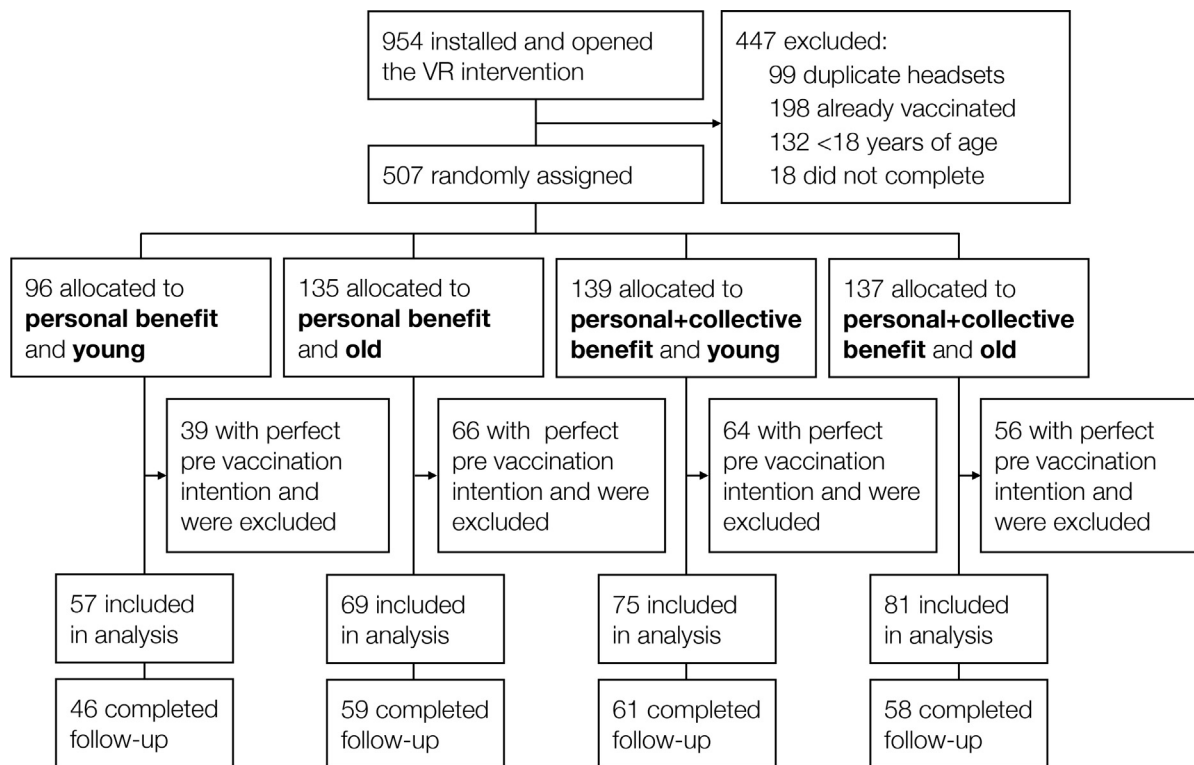 954 installed and opened
the VR intervention
447 excluded:
99 duplicate headsets
198 already vaccinated
132 <18 years of age
18 did not complete
507 randomly assigned
96 allocated to
personal benefit
and young
135 allocated to
personal benefit
and old
139 allocated to
personal+collective
benefit and young
137 allocated to
personal+collective
benefit and old
39 with perfect
pre vaccination
intention and
were excluded
66 with  perfect
pre vaccination
intention and were
excluded
64 with perfect
pre vaccination
intention and were
excluded
56 with perfect
pre vaccination
intention and
were excluded
57 included
in analysis
69 included
in analysis
75 included
in analysis
81 included
in analysis
46 completed
follow-up
59 completed
follow-up
61 completed
follow-up
58 completed
follow-up